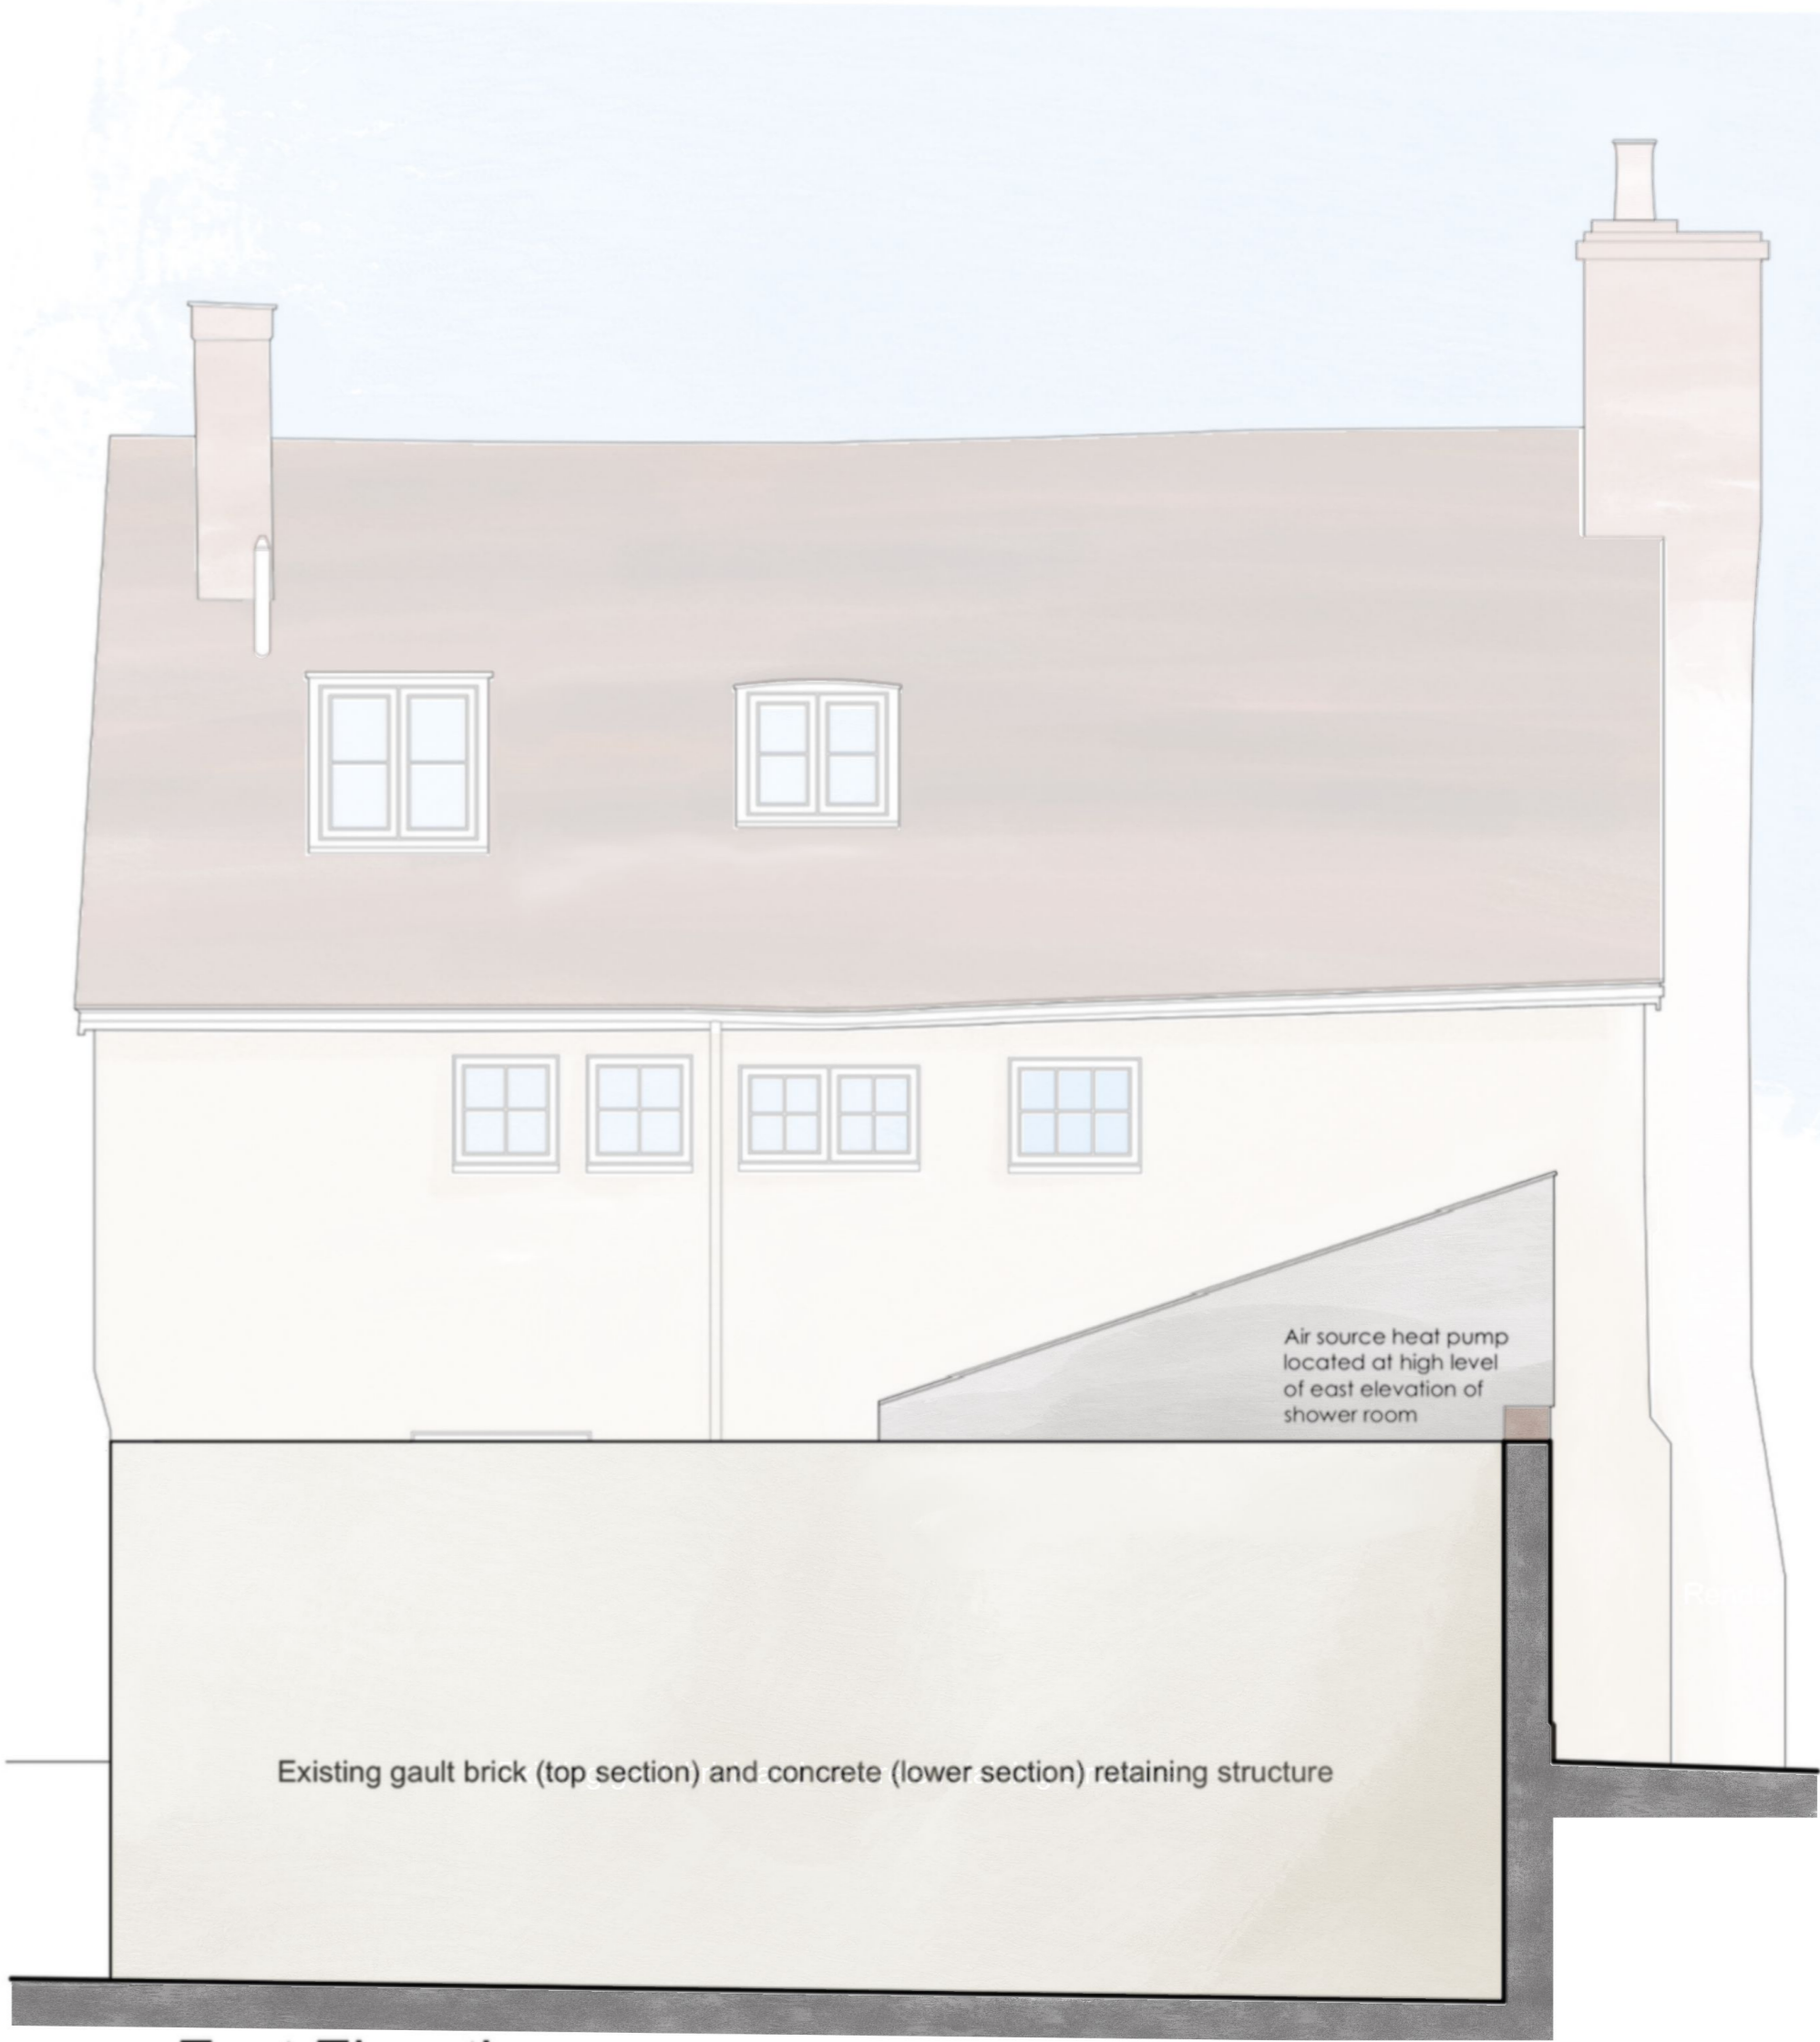 Air source heat pump
located at high level
of east elevation of
shower room
Existing gault brick (top section) and concrete (lower section) retaining structure